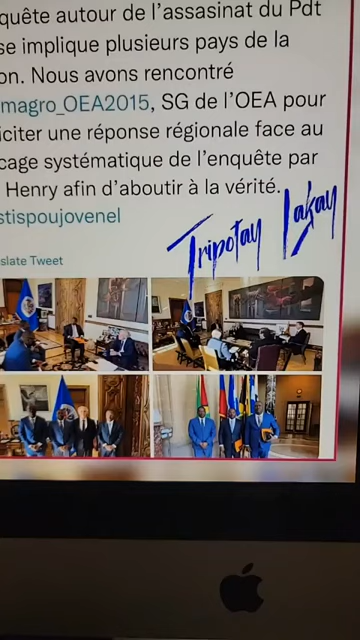 quête autour de l'assasinat du Pdt
se implique plusieurs pays de la
on. Nous avons rencontré
magro_OEA2015, SG de l'OEA pour
iciter une réponse régionale face au
cage systématique de l'enquête par
Henry afin d'aboutir à la vérité.
stispoujovenel
slate Tweet
Tripotay Lakay